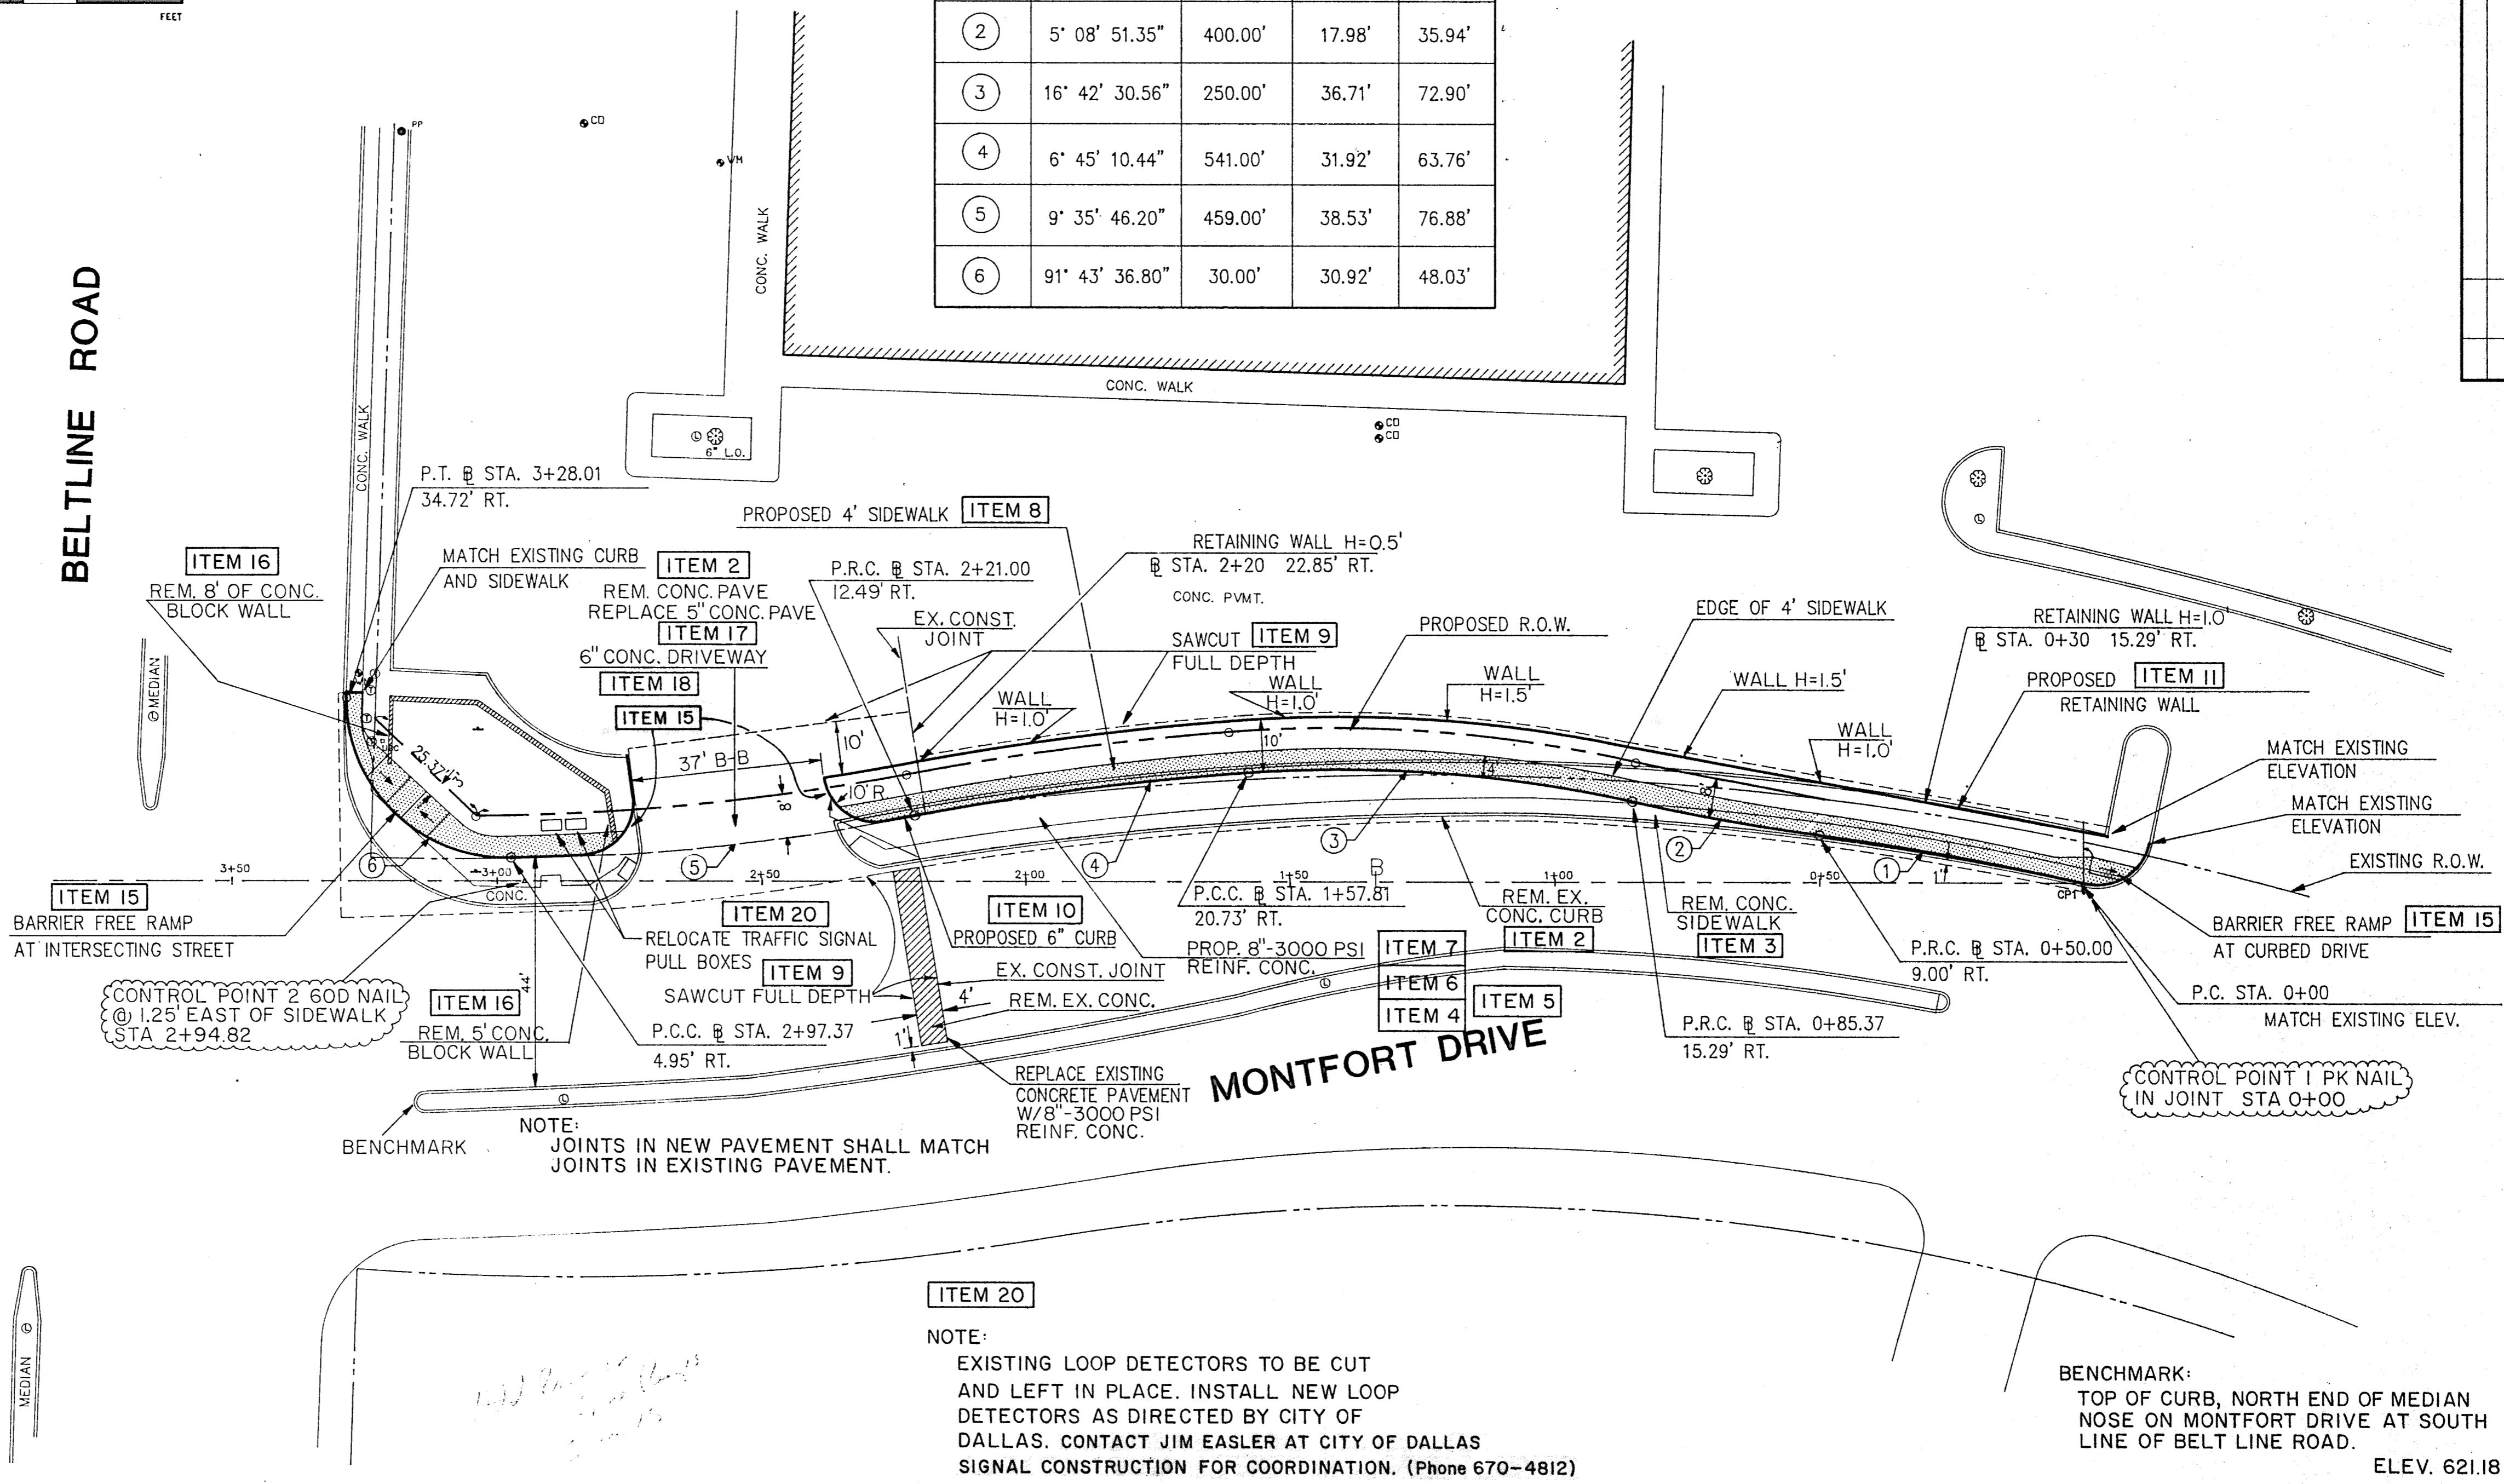 FEET
2 5° 08' 51.35" 400.00' 17.98' 35.94'
3 16° 42' 30.56" 250.00' 36.71' 72.90'
4 6° 45' 10.44" 541.00' 31.92' 63.76'
5 9° 35' 46.20" 459.00' 38.53' 76.88'
6 91° 43' 36.80" 30.00' 30.92' 48.03'
PP
CD
WM
CONC. WALK
CONC. WALK
CONC. WALK
CD
CD
6" L.O.
BELTLINE ROAD
P.T. B STA. 3+28.01
34.72' RT.
PROPOSED 4' SIDEWALK ITEM 8
RETAINING WALL H=0.5'
B STA. 2+20 22.85' RT.
CONC. PVMT.
ITEM 16
REM. 8' OF CONC.
BLOCK WALL
MATCH EXISTING CURB
AND SIDEWALK
ITEM 2
REM. CONC. PAVE
REPLACE 5" CONC. PAVE
ITEM 17
6" CONC. DRIVEWAY
ITEM 18
ITEM 15
P.R.C. B STA. 2+21.00
12.49' RT.
EX. CONST.
JOINT
SAWCUT ITEM 9
FULL DEPTH
PROPOSED R.O.W.
EDGE OF 4' SIDEWALK
RETAINING WALL H=1.0'
B STA. 0+30 15.29' RT.
PROPOSED ITEM 11
RETAINING WALL
WALL
H=1.0'
WALL
H=1.0'
WALL
H=1.5'
WALL H=1.5'
WALL
H=1.0'
MATCH EXISTING
ELEVATION
MATCH EXISTING
ELEVATION
EXISTING R.O.W.
MEDIAN
25.37'
37' B-B
10'
10' R.
8'
10'
4'
8'
1'
6
5
4
3
2
1
3+50
3+00
2+50
2+00
1+50
1+00
0+50
B
CONC.
CP1
ITEM 15
BARRIER FREE RAMP
AT INTERSECTING STREET
ITEM 20
RELOCATE TRAFFIC SIGNAL
PULL BOXES
ITEM 9
SAWCUT FULL DEPTH
ITEM 10
PROPOSED 6" CURB
EX. CONST. JOINT
REM. EX. CONC.
4'
1'
P.C.C. B STA. 1+57.81
20.73' RT.
PROP. 8"-3000 PSI
REINF. CONC.
ITEM 7
ITEM 6
ITEM 4
ITEM 5
REM. EX.
CONC. CURB
ITEM 2
REM. CONC.
SIDEWALK
ITEM 3
P.R.C. B STA. 0+50.00
9.00' RT.
BARRIER FREE RAMP ITEM 15
AT CURBED DRIVE
P.C. STA. 0+00
MATCH EXISTING ELEV.
CONTROL POINT 2 60D NAIL
@ 1.25' EAST OF SIDEWALK
STA 2+94.82
ITEM 16
REM. 5' CONC.
BLOCK WALL
44'
P.C.C. B STA. 2+97.37
4.95' RT.
P.R.C. B STA. 0+85.37
15.29' RT.
MONTFORT DRIVE
CONTROL POINT 1 PK NAIL
IN JOINT STA 0+00
REPLACE EXISTING
CONCRETE PAVEMENT
W/8"-3000 PSI
REINF. CONC.
BENCHMARK
NOTE:
JOINTS IN NEW PAVEMENT SHALL MATCH
JOINTS IN EXISTING PAVEMENT.
MEDIAN
ITEM 20
NOTE:
EXISTING LOOP DETECTORS TO BE CUT
AND LEFT IN PLACE. INSTALL NEW LOOP
DETECTORS AS DIRECTED BY CITY OF
DALLAS. CONTACT JIM EASLER AT CITY OF DALLAS
SIGNAL CONSTRUCTION FOR COORDINATION. (Phone 670-4812)
BENCHMARK:
TOP OF CURB, NORTH END OF MEDIAN
NOSE ON MONTFORT DRIVE AT SOUTH
LINE OF BELT LINE ROAD.
ELEV. 621.18